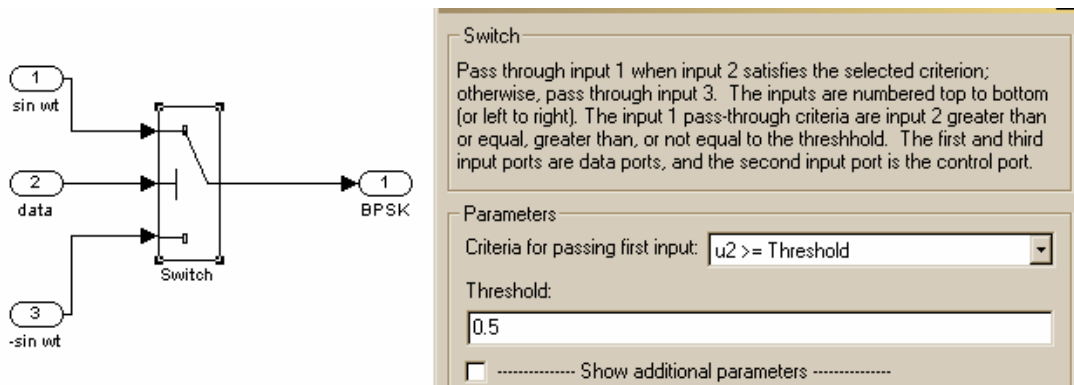 1
sin wt
2
data
3
-sin wt
Switch
1
BPSK
Switch
Pass through input 1 when input 2 satisfies the selected criterion;
otherwise, pass through input 3.  The inputs are numbered top to bottom
(or left to right). The input 1 pass-through criteria are input 2 greater than
or equal, greater than, or not equal to the threshhold.  The first and third
input ports are data ports, and the second input port is the control port.
Parameters
Criteria for passing first input: u2 >= Threshold
Threshold:
0.5
--------------- Show additional parameters ---------------